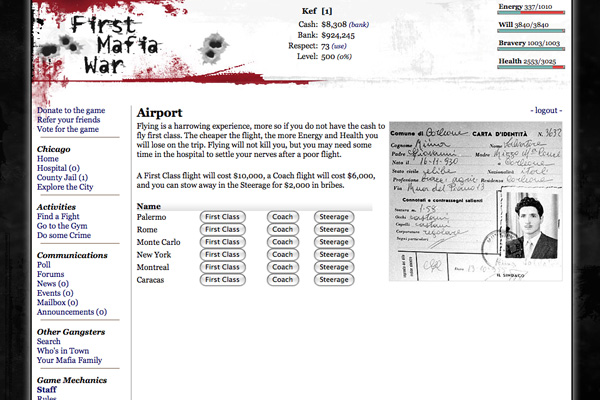 First
Mafia
War
Kef [1]
Cash: $8,308 (bank)
Bank: $924,245
Respect: 73 (use)
Level: 500 (0%)
Energy 337/1010
Will 3840/3840
Bravery 1003/1003
Health 2553/3025
Donate to the game
Refer your friends
Vote for the game
Chicago
Home
Hospital (0)
County Jail (1)
Explore the City
Activities
Find a Fight
Go to the Gym
Do some Crime
Communications
Poll
Forums
News (0)
Events (0)
Mailbox (0)
Announcements (0)
Other Gangsters
Search
Who's in Town
Your Mafia Family
Game Mechanics
Staff
Rules
Airport
- logout -
Flying is a harrowing experience, more so if you do not have the cash to
fly first class. The cheaper the flight, the more Energy and Health you
will lose on the trip. Flying will not kill you, but you may need some
time in the hospital to settle your nerves after a poor flight.
A First Class flight will cost $10,000, a Coach flight will cost $6,000,
and you can stow away in the Steerage for $2,000 in bribes.
Name
Palermo First Class Coach Steerage
Rome First Class Coach Steerage
Monte Carlo First Class Coach Steerage
New York First Class Coach Steerage
Montreal First Class Coach Steerage
Caracas First Class Coach Steerage
Comune di Corleone CARTA D'IDENTITÀ N. 3632
Cognome
Nome Salvatore
Padre Madre
Nato il 16-11-930 a Corleone
Stato civile celibe Nazionalità
Professione Residenza Corleone
Via
Connotati e contrassegni salienti
Statura m.
Occhi castani
Capelli castani
Corporatura regolare
Segni particolari
IL SINDACO